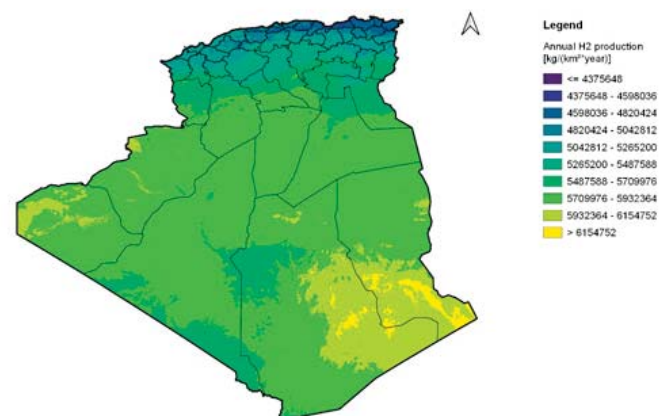 Legend
Annual H2 production
[kg/(km²*year)]
<= 4375648
4375648 - 4598036
4598036 - 4820424
4820424 - 5042812
5042812 - 5265200
5265200 - 5487588
5487588 - 5709976
5709976 - 5932364
5932364 - 6154752
> 6154752